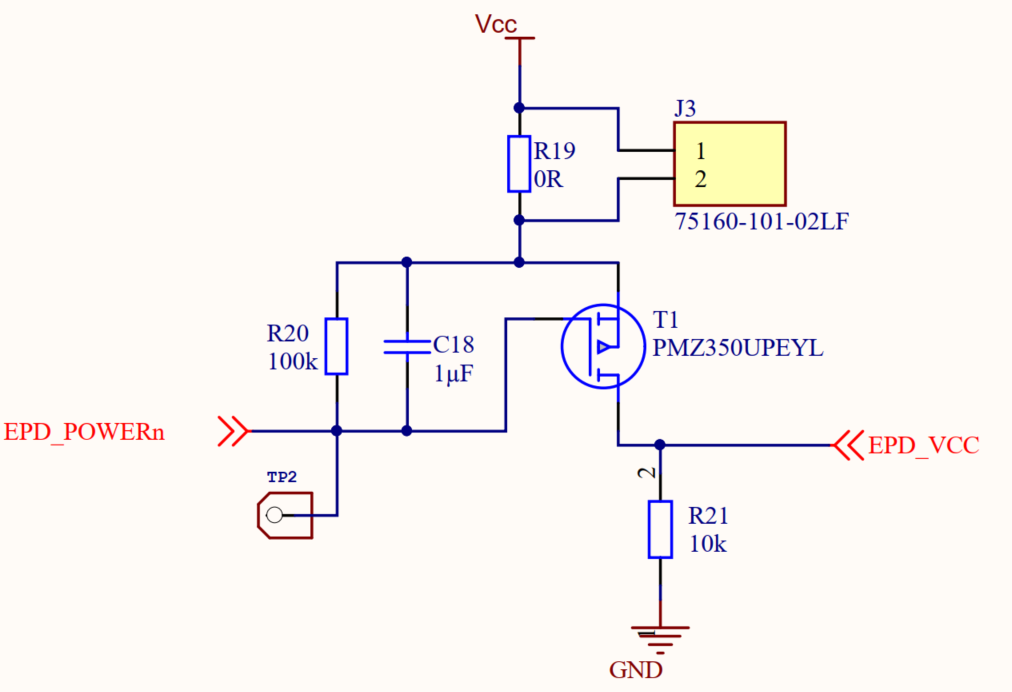 Vcc
J3
R19
1
0R
2
75160-101-02LF
T1
R20
C18
PMZ350UPEYL
100k
1µF
EPD_POWERn
EPD_VCC
TP2
2
R21
10k
1
GND